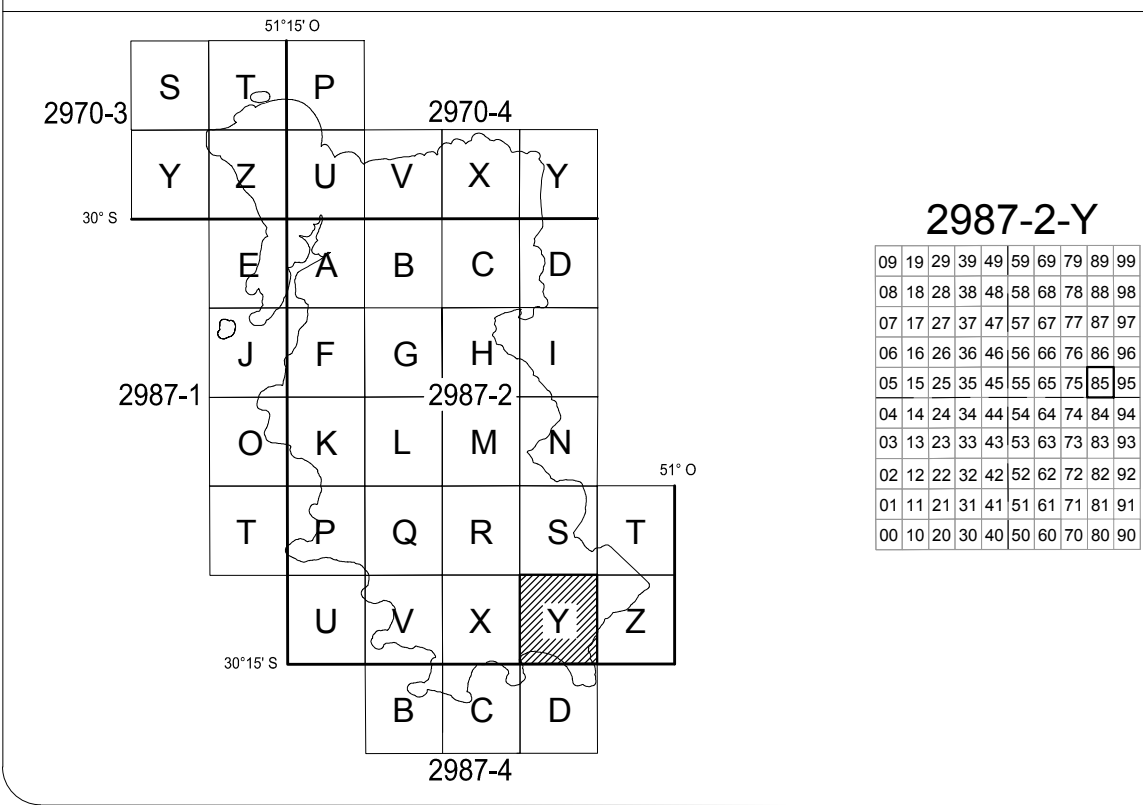 51°15' O
S T P
2970-3 2970-4
Y Z U V X Y
30° S
E A B C D
J F G H I
2987-1 2987-2
O K L M N
51° O
T P Q R S T
U V X Y Z
30°15' S
B C D
2987-4
2987-2-Y
09 19 29 39 49 59 69 79 89 99
08 18 28 38 48 58 68 78 88 98
07 17 27 37 47 57 67 77 87 97
06 16 26 36 46 56 66 76 86 96
05 15 25 35 45 55 65 75 85 95
04 14 24 34 44 54 64 74 84 94
03 13 23 33 43 53 63 73 83 93
02 12 22 32 42 52 62 72 82 92
01 11 21 31 41 51 61 71 81 91
00 10 20 30 40 50 60 70 80 90